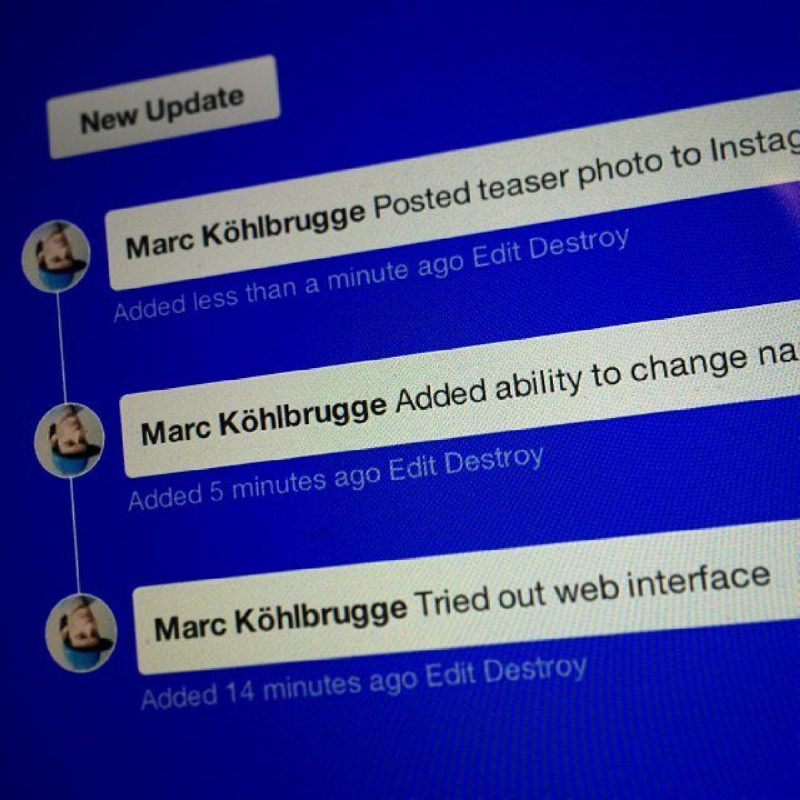 New Update
Marc Köhlbrugge Posted teaser photo to Instag
Added less than a minute ago Edit Destroy
Marc Köhlbrugge Added ability to change na
Added 5 minutes ago Edit Destroy
Marc Köhlbrugge Tried out web interface
Added 14 minutes ago Edit Destroy